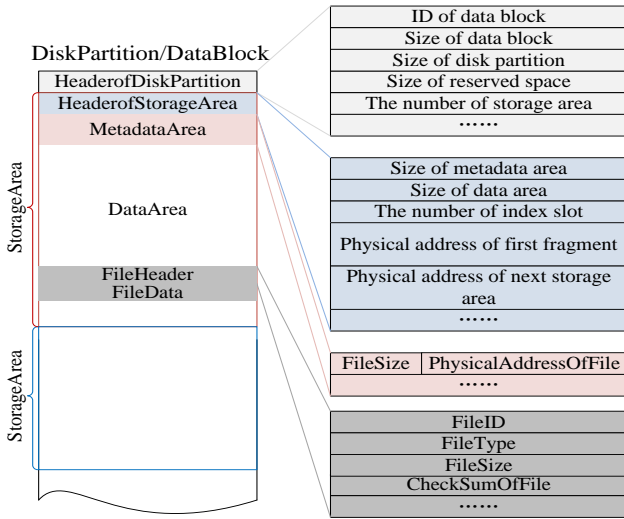 DiskPartition/DataBlock
HeaderofDiskPartition
HeaderofStorageArea
MetadataArea
DataArea
FileHeader
FileData
StorageArea
StorageArea
ID of data block
Size of data block
Size of disk partition
Size of reserved space
The number of storage area
······
Size of metadata area
Size of data area
The number of index slot
Physical address of first fragment
Physical address of next storage
area
······
FileSize PhysicalAddressOfFile
······
FileID
FileType
FileSize
CheckSumOfFile
······